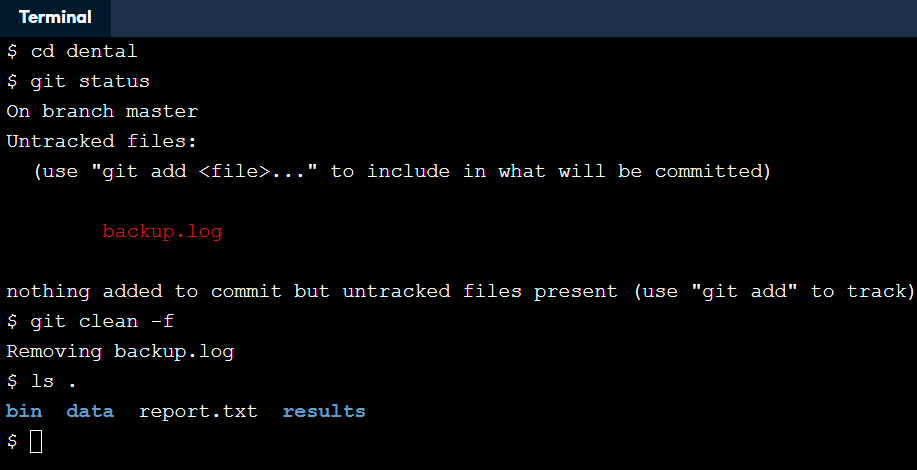 Terminal
$ cd dental
$ git status
On branch master
Untracked files:
  (use "git add <file>..." to include in what will be committed)

        backup.log

nothing added to commit but untracked files present (use "git add" to track)
$ git clean -f
Removing backup.log
$ ls .
bin  data  report.txt  results
$